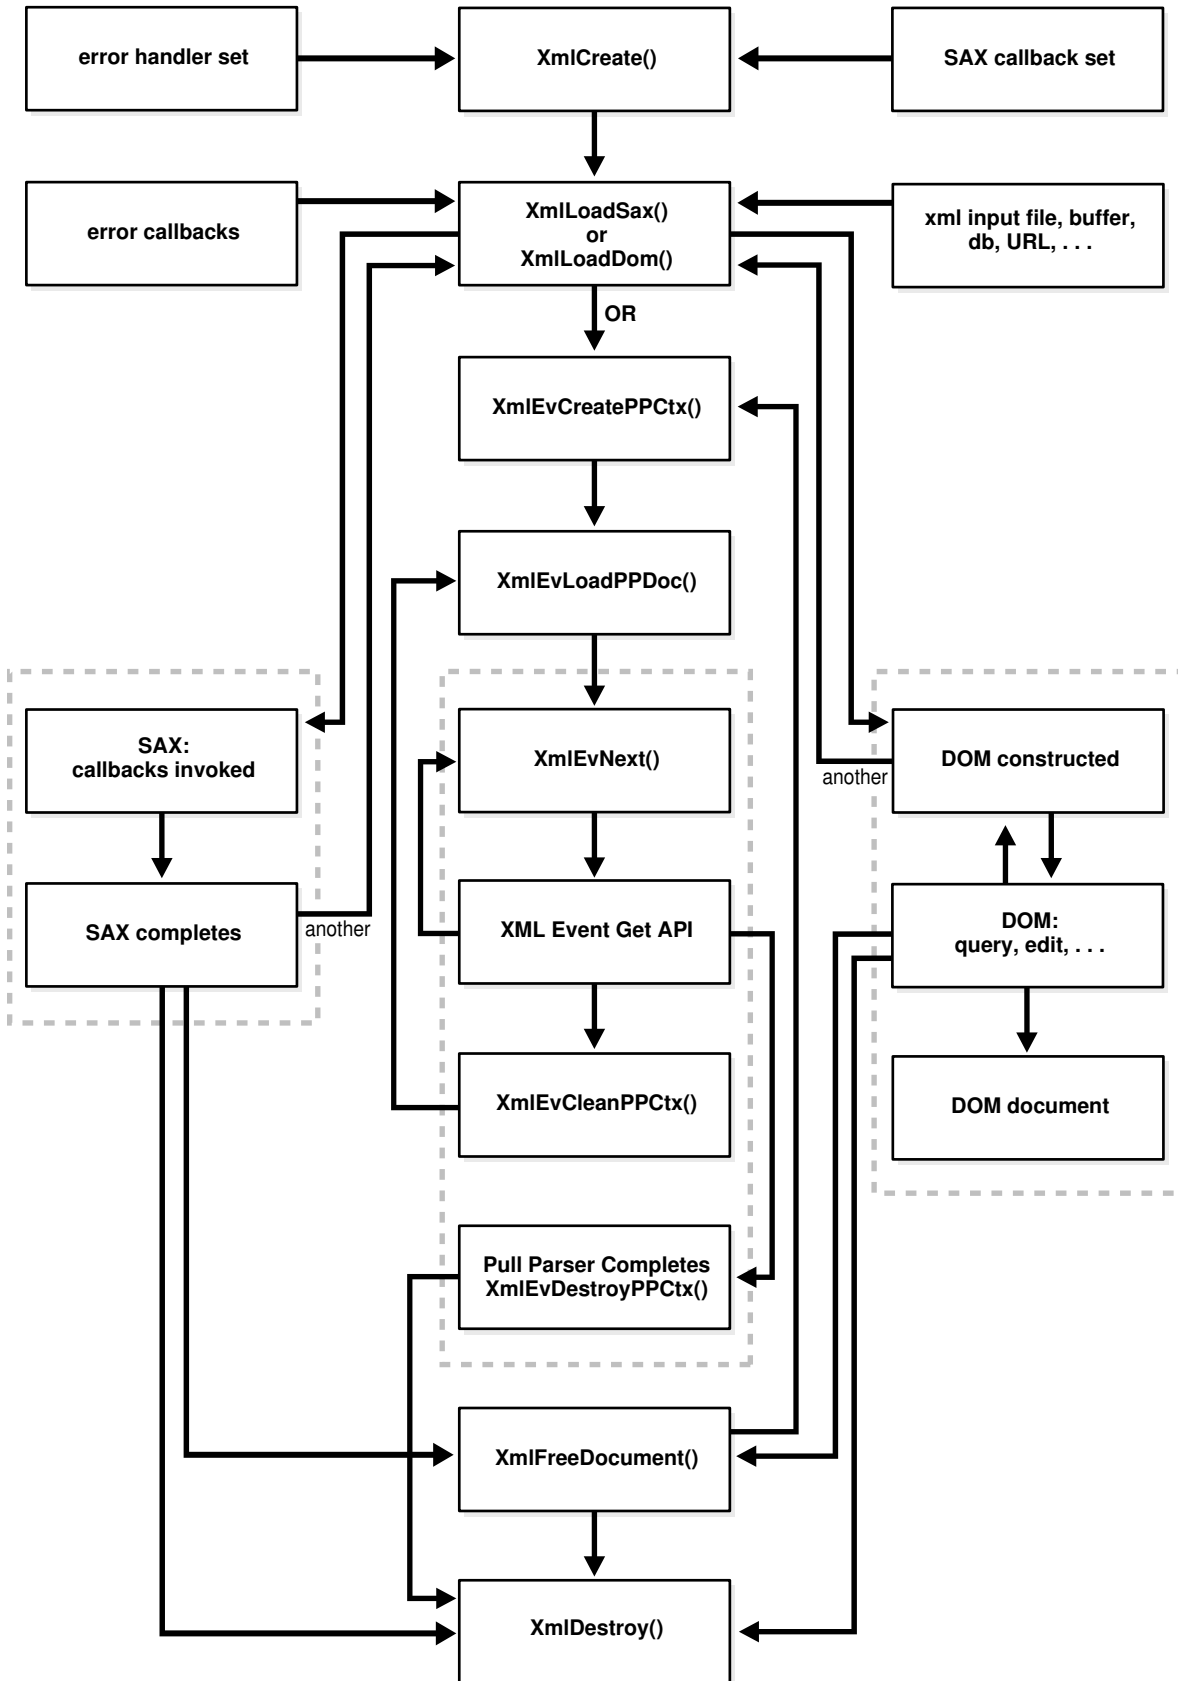 error handler set
XmlCreate()
SAX callback set
error callbacks
XmlLoadSax()
or
XmlLoadDom()
xml input file, buffer,
db, URL, . . .
OR
XmlEvCreatePPCtx()
XmlEvLoadPPDoc()
SAX:
callbacks invoked
XmlEvNext()
DOM constructed
another
SAX completes
another
XML Event Get API
DOM:
query, edit, . . .
XmlEvCleanPPCtx()
DOM document
Pull Parser Completes
XmlEvDestroyPPCtx()
XmlFreeDocument()
XmlDestroy()